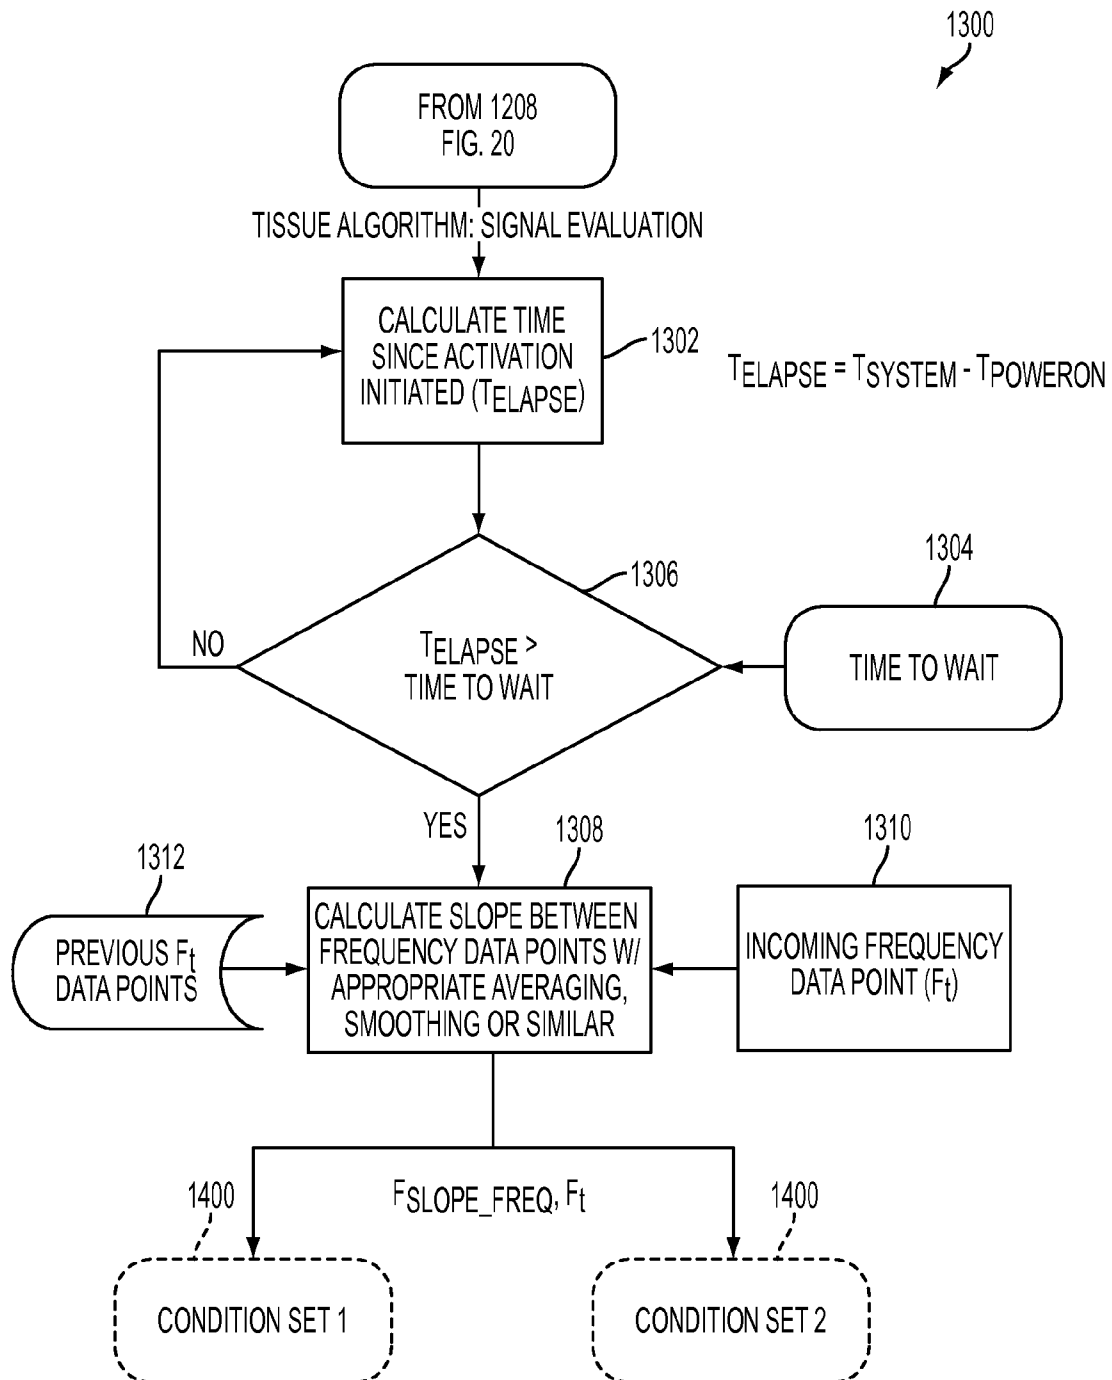 1300
FROM 1208
FIG. 20
TISSUE ALGORITHM: SIGNAL EVALUATION
CALCULATE TIME
SINCE ACTIVATION
INITIATED (TELAPSE)
1302
TELAPSE = TSYSTEM - TPOWERON
1304
1306
NO
TELAPSE >
TIME TO WAIT
TIME TO WAIT
YES
1308
1310
1312
PREVIOUS Ft
DATA POINTS
CALCULATE SLOPE BETWEEN
FREQUENCY DATA POINTS W/
APPROPRIATE AVERAGING,
SMOOTHING OR SIMILAR
INCOMING FREQUENCY
DATA POINT (Ft)
FSLOPE_FREQ, Ft
1400
1400
CONDITION SET 1
CONDITION SET 2